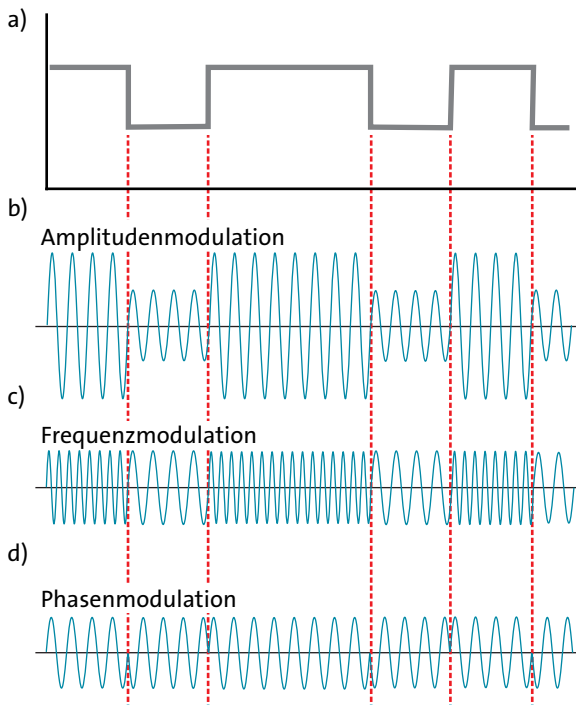 a)
b)
Amplitudenmodulation
c)
Frequenzmodulation
d)
Phasenmodulation